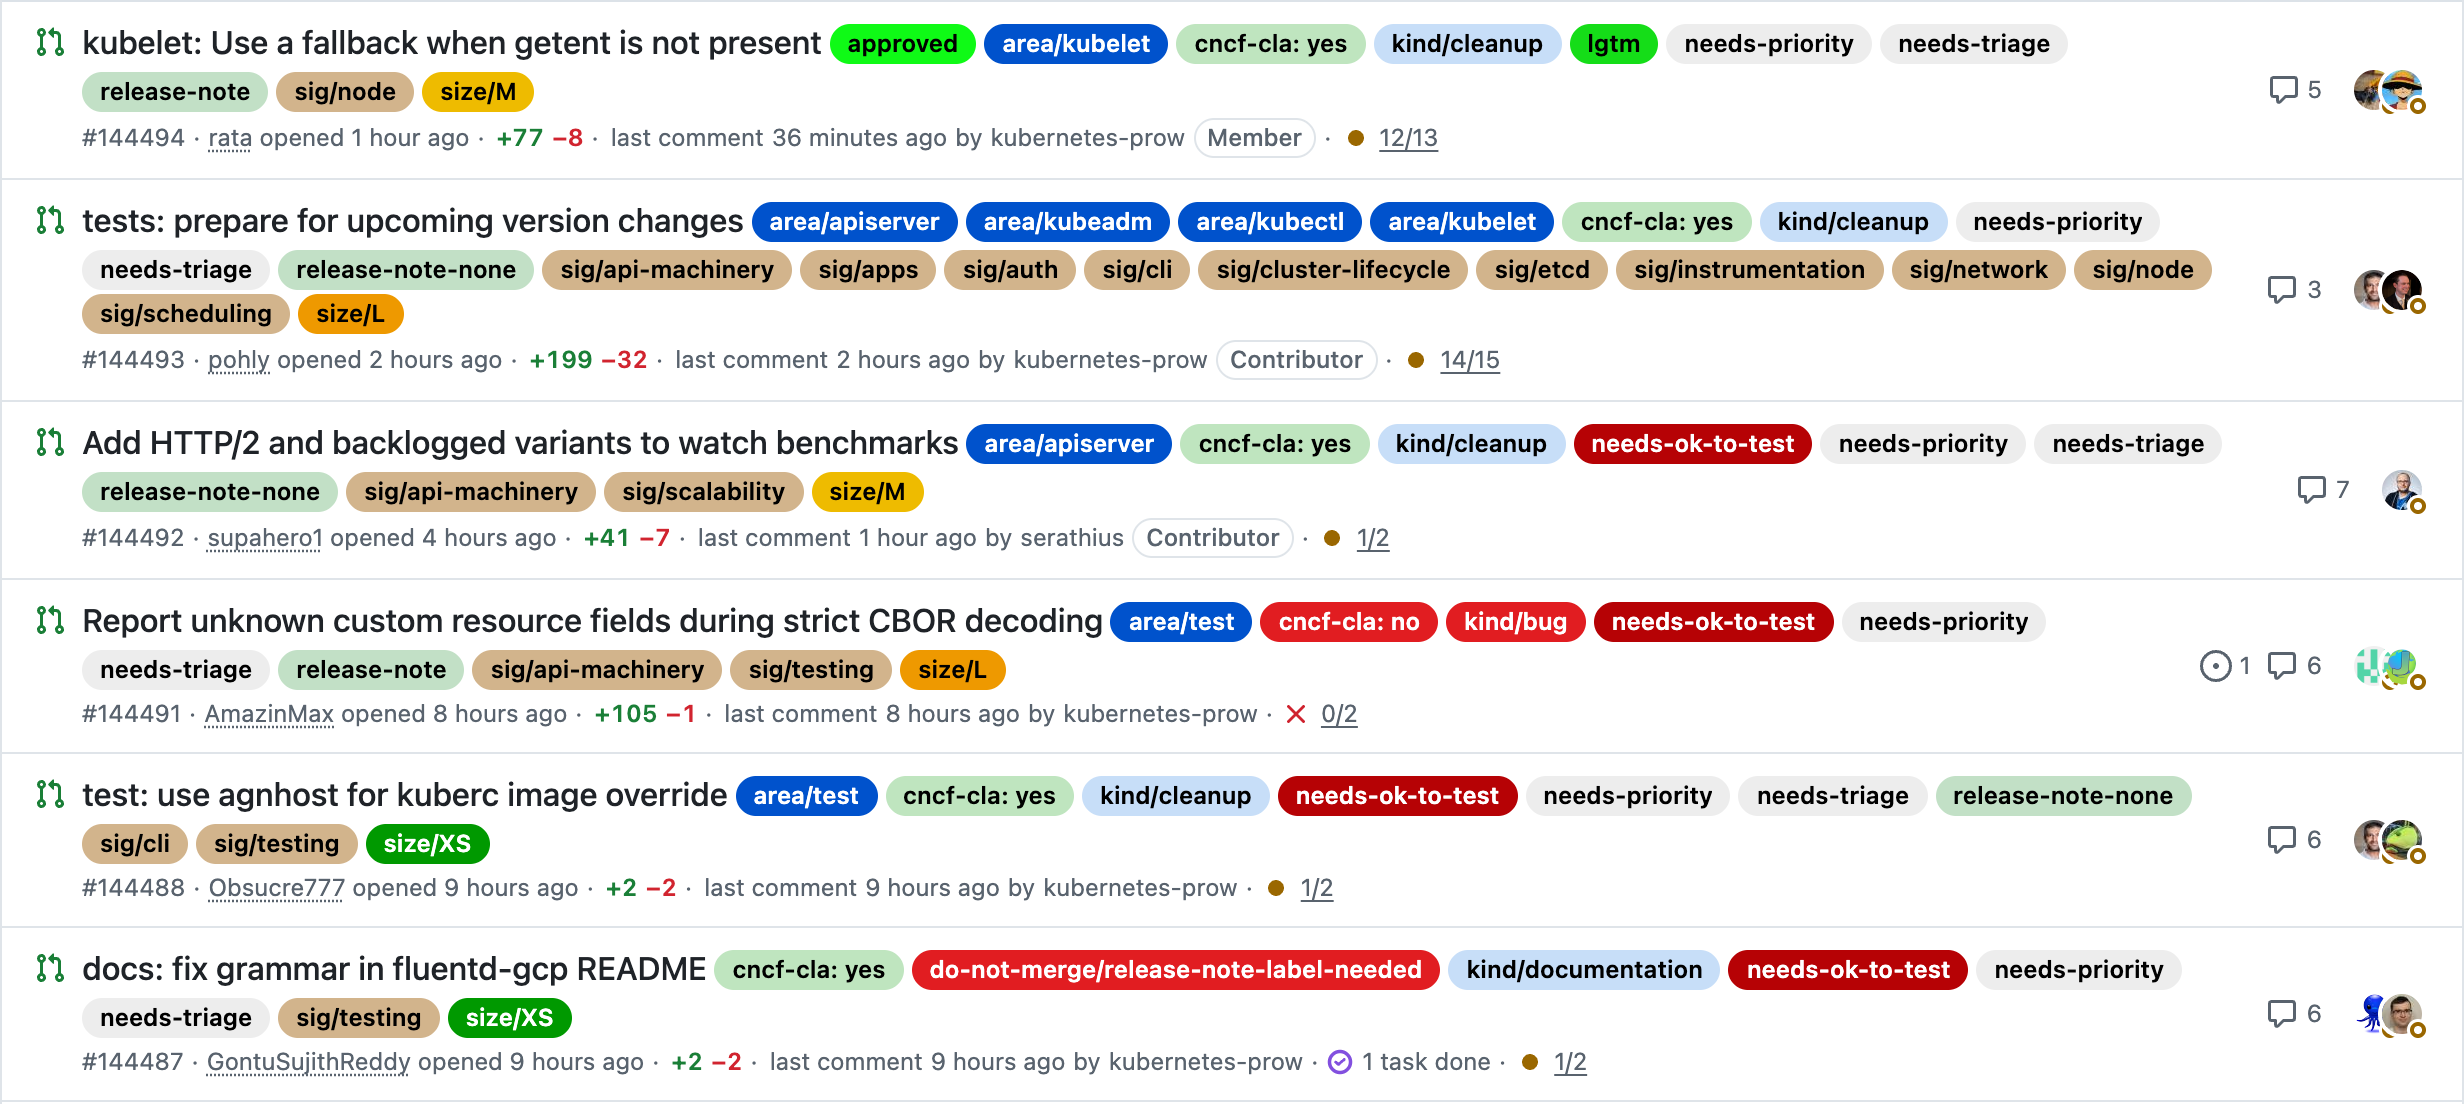 kubelet: Use a fallback when getent is not present approved area/kubelet cncf-cla: yes kind/cleanup lgtm needs-priority needs-triage
release-note sig/node size/M
5
#144494 · rata opened 1 hour ago · +77 −8 · last comment 36 minutes ago by kubernetes-prow Member · 12/13
tests: prepare for upcoming version changes area/apiserver area/kubeadm area/kubectl area/kubelet cncf-cla: yes kind/cleanup needs-priority
needs-triage release-note-none sig/api-machinery sig/apps sig/auth sig/cli sig/cluster-lifecycle sig/etcd sig/instrumentation sig/network sig/node
3
sig/scheduling size/L
#144493 · pohly opened 2 hours ago · +199 −32 · last comment 2 hours ago by kubernetes-prow Contributor · 14/15
Add HTTP/2 and backlogged variants to watch benchmarks area/apiserver cncf-cla: yes kind/cleanup needs-ok-to-test needs-priority needs-triage
release-note-none sig/api-machinery sig/scalability size/M
7
#144492 · supahero1 opened 4 hours ago · +41 −7 · last comment 1 hour ago by serathius Contributor · 1/2
Report unknown custom resource fields during strict CBOR decoding area/test cncf-cla: no kind/bug needs-ok-to-test needs-priority
needs-triage release-note sig/api-machinery sig/testing size/L
1 6
#144491 · AmazinMax opened 8 hours ago · +105 −1 · last comment 8 hours ago by kubernetes-prow · 0/2
test: use agnhost for kuberc image override area/test cncf-cla: yes kind/cleanup needs-ok-to-test needs-priority needs-triage release-note-none
sig/cli sig/testing size/XS
6
#144488 · Obsucre777 opened 9 hours ago · +2 −2 · last comment 9 hours ago by kubernetes-prow · 1/2
docs: fix grammar in fluentd-gcp README cncf-cla: yes do-not-merge/release-note-label-needed kind/documentation needs-ok-to-test needs-priority
needs-triage sig/testing size/XS
6
#144487 · GontuSujithReddy opened 9 hours ago · +2 −2 · last comment 9 hours ago by kubernetes-prow · 1 task done · 1/2